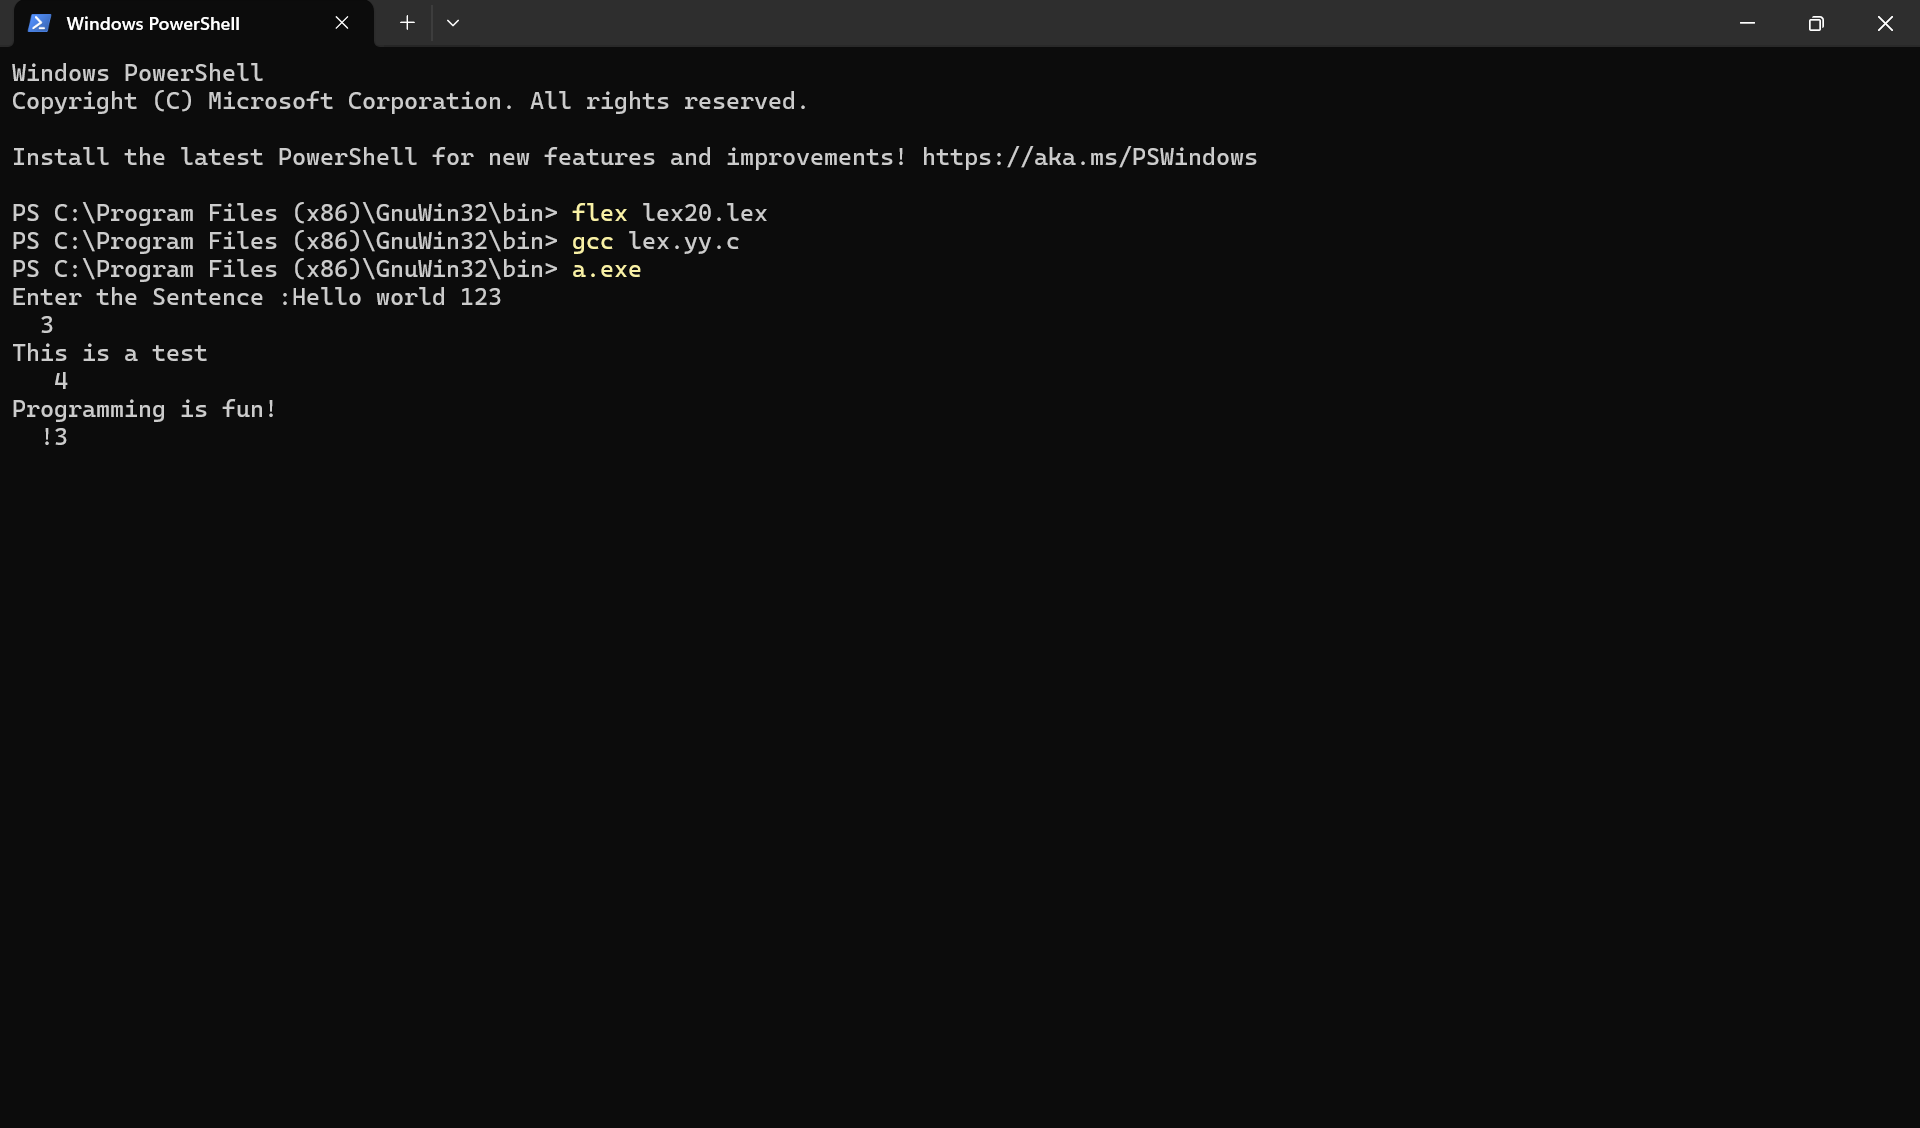 Windows PowerShell
Windows PowerShell
Copyright (C) Microsoft Corporation. All rights reserved.
Install the latest PowerShell for new features and improvements! https://aka.ms/PSWindows
PS C:\Program Files (x86)\GnuWin32\bin> flex lex20.lex
PS C:\Program Files (x86)\GnuWin32\bin> gcc lex.yy.c
PS C:\Program Files (x86)\GnuWin32\bin> a.exe
Enter the Sentence :Hello world 123
  3
This is a test
   4
Programming is fun!
  !3